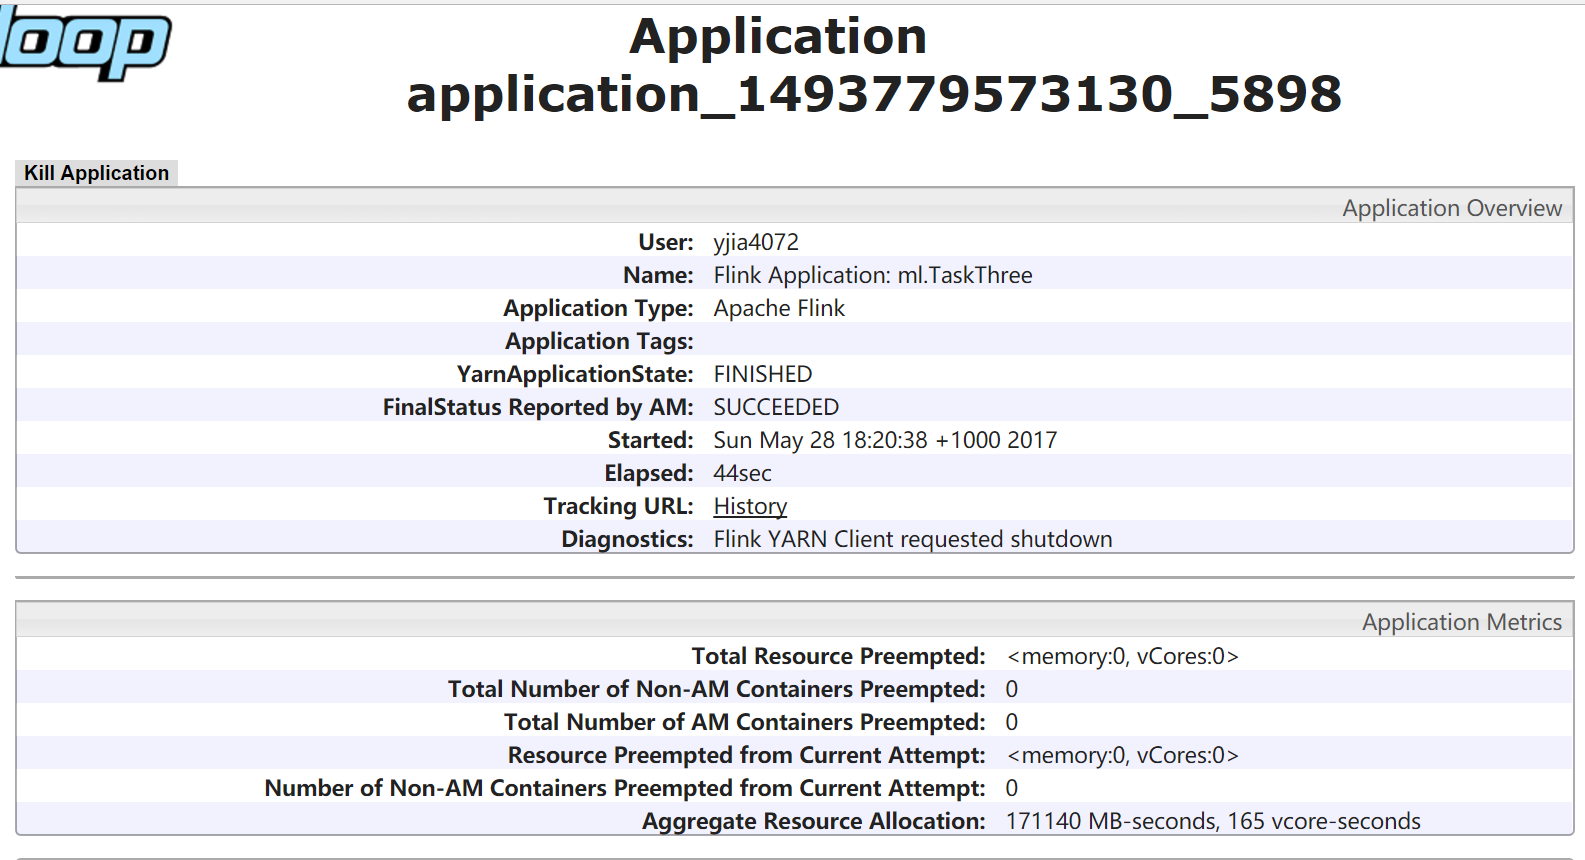 loop
Application
application_1493779573130_5898
Kill Application
Application Overview
User: yjia4072
Name: Flink Application: ml.TaskThree
Application Type: Apache Flink
Application Tags:
YarnApplicationState: FINISHED
FinalStatus Reported by AM: SUCCEEDED
Started: Sun May 28 18:20:38 +1000 2017
Elapsed: 44sec
Tracking URL: History
Diagnostics: Flink YARN Client requested shutdown
Application Metrics
Total Resource Preempted: <memory:0, vCores:0>
Total Number of Non-AM Containers Preempted: 0
Total Number of AM Containers Preempted: 0
Resource Preempted from Current Attempt: <memory:0, vCores:0>
Number of Non-AM Containers Preempted from Current Attempt: 0
Aggregate Resource Allocation: 171140 MB-seconds, 165 vcore-seconds